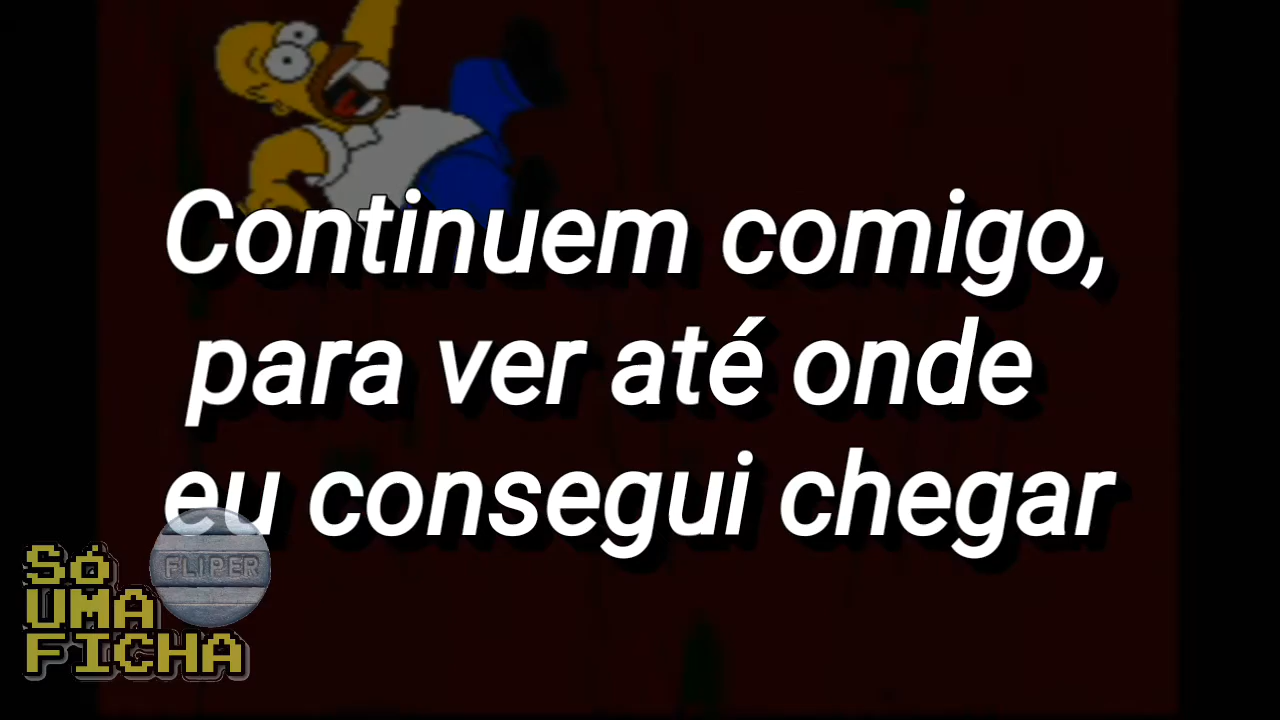 Continuem comigo,
para ver até onde
eu consegui chegar
FLIPER
SÓ
UMA
FICHA